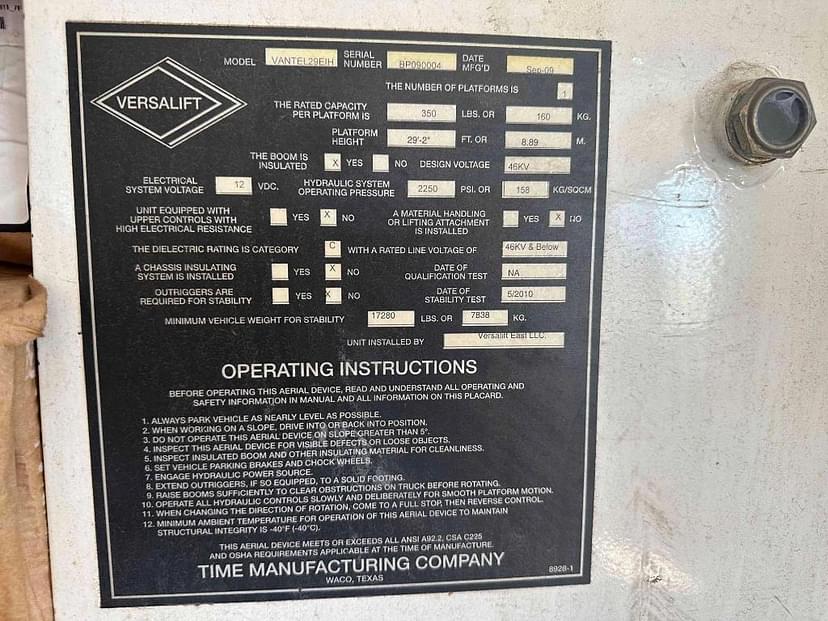 MODEL VANTEL29EIH SERIAL NUMBER BP090004 DATE MFG'D Sep-09
VERSALIFT
THE NUMBER OF PLATFORMS IS 1
THE RATED CAPACITY PER PLATFORM IS 350 LBS. OR 160 KG.
PLATFORM HEIGHT 29'-2" FT. OR 8.89 M.
THE BOOM IS INSULATED X YES NO DESIGN VOLTAGE 46KV
ELECTRICAL SYSTEM VOLTAGE 12 VDC. HYDRAULIC SYSTEM OPERATING PRESSURE 2250 PSI. OR 158 KG/SQCM
UNIT EQUIPPED WITH UPPER CONTROLS WITH HIGH ELECTRICAL RESISTANCE YES X NO A MATERIAL HANDLING OR LIFTING ATTACHMENT IS INSTALLED YES X NO
THE DIELECTRIC RATING IS CATEGORY C WITH A RATED LINE VOLTAGE OF 46KV & Below
A CHASSIS INSULATING SYSTEM IS INSTALLED YES X NO DATE OF QUALIFICATION TEST NA
OUTRIGGERS ARE REQUIRED FOR STABILITY YES X NO DATE OF STABILITY TEST 5/2010
MINIMUM VEHICLE WEIGHT FOR STABILITY 17280 LBS. OR 7838 KG.
UNIT INSTALLED BY Versalift East LLC.
OPERATING INSTRUCTIONS
BEFORE OPERATING THIS AERIAL DEVICE, READ AND UNDERSTAND ALL OPERATING AND
SAFETY INFORMATION IN MANUAL AND ALL INFORMATION ON THIS PLACARD.
1. ALWAYS PARK VEHICLE AS NEARLY LEVEL AS POSSIBLE.
2. WHEN WORKING ON A SLOPE, DRIVE INTO OR BACK INTO POSITION.
3. DO NOT OPERATE THIS AERIAL DEVICE ON SLOPE GREATER THAN 5°.
4. INSPECT THIS AERIAL DEVICE FOR VISIBLE DEFECTS OR LOOSE OBJECTS.
5. INSPECT INSULATED BOOM AND OTHER INSULATING MATERIAL FOR CLEANLINESS.
6. SET VEHICLE PARKING BRAKES AND CHOCK WHEELS.
7. ENGAGE HYDRAULIC POWER SOURCE.
8. EXTEND OUTRIGGERS, IF SO EQUIPPED, TO A SOLID FOOTING.
9. RAISE BOOMS SUFFICIENTLY TO CLEAR OBSTRUCTIONS ON TRUCK BEFORE ROTATING.
10. OPERATE ALL HYDRAULIC CONTROLS SLOWLY AND DELIBERATELY FOR SMOOTH PLATFORM MOTION.
11. WHEN CHANGING THE DIRECTION OF ROTATION, COME TO A FULL STOP, THEN REVERSE CONTROL.
12. MINIMUM AMBIENT TEMPERATURE FOR OPERATION OF THIS AERIAL DEVICE TO MAINTAIN
STRUCTURAL INTEGRITY IS -40°F (-40°C).
THIS AERIAL DEVICE MEETS OR EXCEEDS ALL ANSI A92.2, CSA C225
AND OSHA REQUIREMENTS APPLICABLE AT THE TIME OF MANUFACTURE.
TIME MANUFACTURING COMPANY
WACO, TEXAS
8928-1